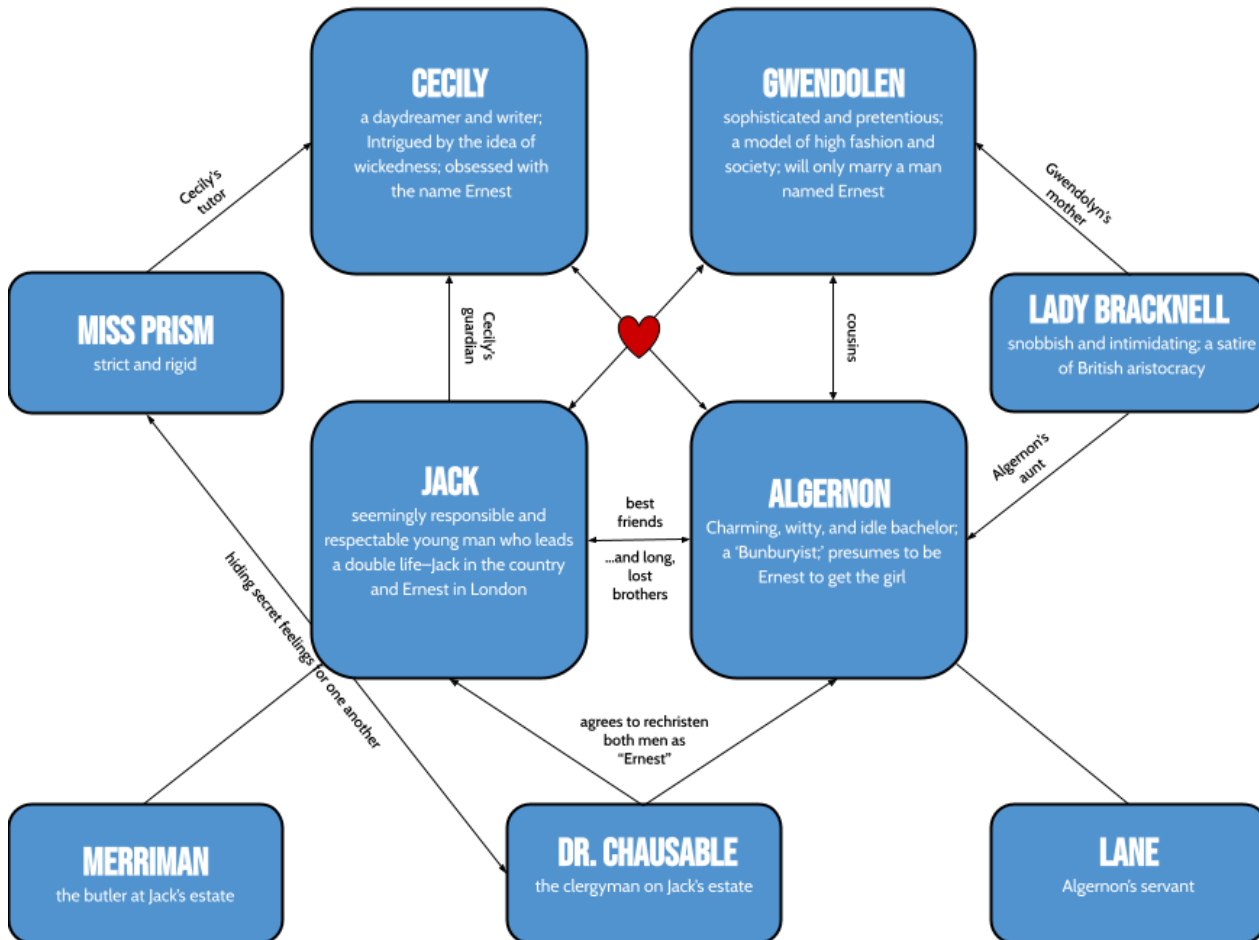 CECILY
a daydreamer and writer;
Intrigued by the idea of
wickedness; obsessed with
the name Ernest
GWENDOLEN
sophisticated and pretentious;
a model of high fashion and
society; will only marry a man
named Ernest
Cecily's
tutor
Gwendolyn's
mother
MISS PRISM
strict and rigid
Cecily's
guardian
cousins
LADY BRACKNELL
snobbish and intimidating; a satire
of British aristocracy
JACK
seemingly responsible and
respectable young man who leads
a double life–Jack in the country
and Ernest in London
best
friends
...and long,
lost
brothers
ALGERNON
Charming, witty, and idle bachelor;
a 'Bunburyist;' presumes to be
Ernest to get the girl
Algernon's
aunt
hiding secret feelings for one another
agrees to rechristen
both men as
"Ernest"
MERRIMAN
the butler at Jack's estate
DR. CHAUSABLE
the clergyman on Jack's estate
LANE
Algernon's servant